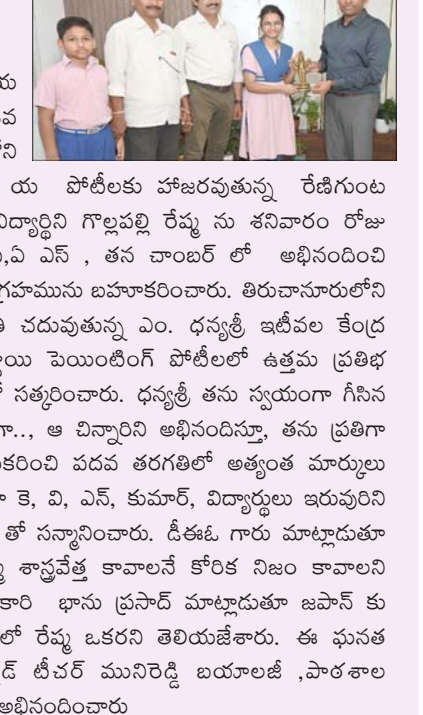 య
వ
ోని
య పోటీలకు హాజరవుతున్న రేణిగుంట
విద్యార్థిని గొల్లపల్లి రేష్మ ను శనివారం రోజు
ఏ ఎస్ , తన చాంబర్ లో అభినందించి
గ్రహమును బహూకరించారు. తిరుచానూరులోని
చదువుతున్న ఎం. ధన్యశ్రీ ఇటీవల కేంద్ర
ాయి పెయింటింగ్ పోటీలలో ఉత్తమ ప్రతిభ
సత్కరించారు. ధన్యశ్రీ తను స్వయంగా గీసిన
గా.., ఆ చిన్నారిని అభినందిస్తూ, తను ప్రతిగా
కరించి పదవ తరగతిలో అత్యంత మార్కులు
కె, వి, ఎన్, కుమార్, విద్యార్థులు ఇరువురిని
తో సన్మానించారు. డీఈఓ గారు మాట్లాడుతూ
శాస్త్రవేత్త కావాలనే కోరిక నిజం కావాలని
కారి భాను ప్రసాద్ మాట్లాడుతూ జపాన్ కు
లో రేష్మ ఒకరని తెలియజేశారు. ఈ ఘనత
డ్ టీచర్ మునిరెడ్డి బయాలజీ ,పాఠశాల
అభినందించారు